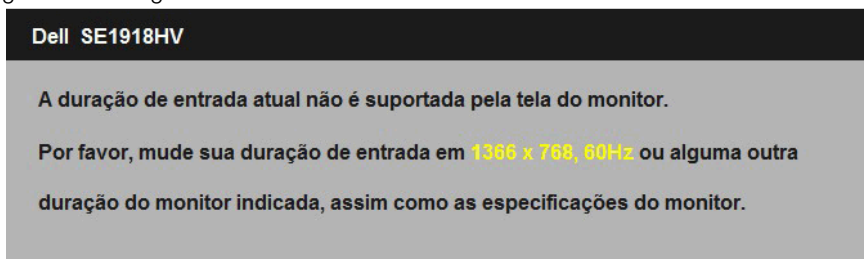 Dell SE1918HV
A duração de entrada atual não é suportada pela tela do monitor.
Por favor, mude sua duração de entrada em 1366 x 768, 60Hz ou alguma outra
duração do monitor indicada, assim como as especificações do monitor.